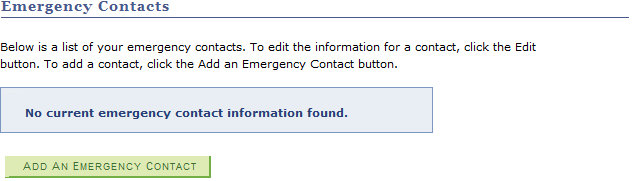 Emergency Contacts
Below is a list of your emergency contacts. To edit the information for a contact, click the Edit
button. To add a contact, click the Add an Emergency Contact button.
No current emergency contact information found.
Add An Emergency Contact